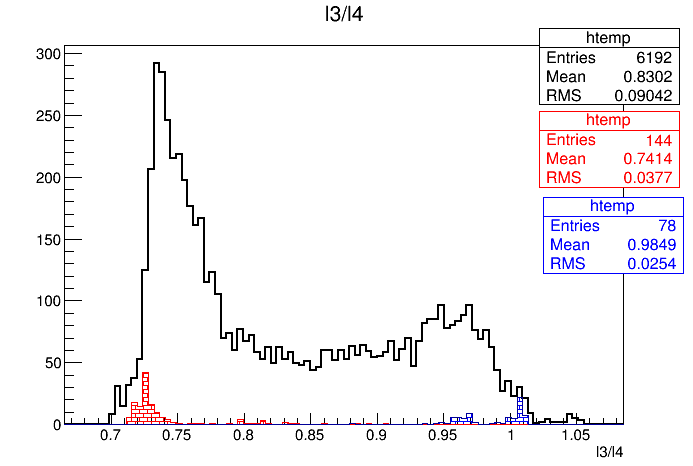 l3/l4
htemp
Entries 6192
Mean 0.8302
RMS 0.09042
htemp
Entries 144
Mean 0.7414
RMS 0.0377
htemp
Entries 78
Mean 0.9849
RMS 0.0254
300
250
200
150
100
50
0
0.7 0.75 0.8 0.85 0.9 0.95 1 1.05
l3/l4